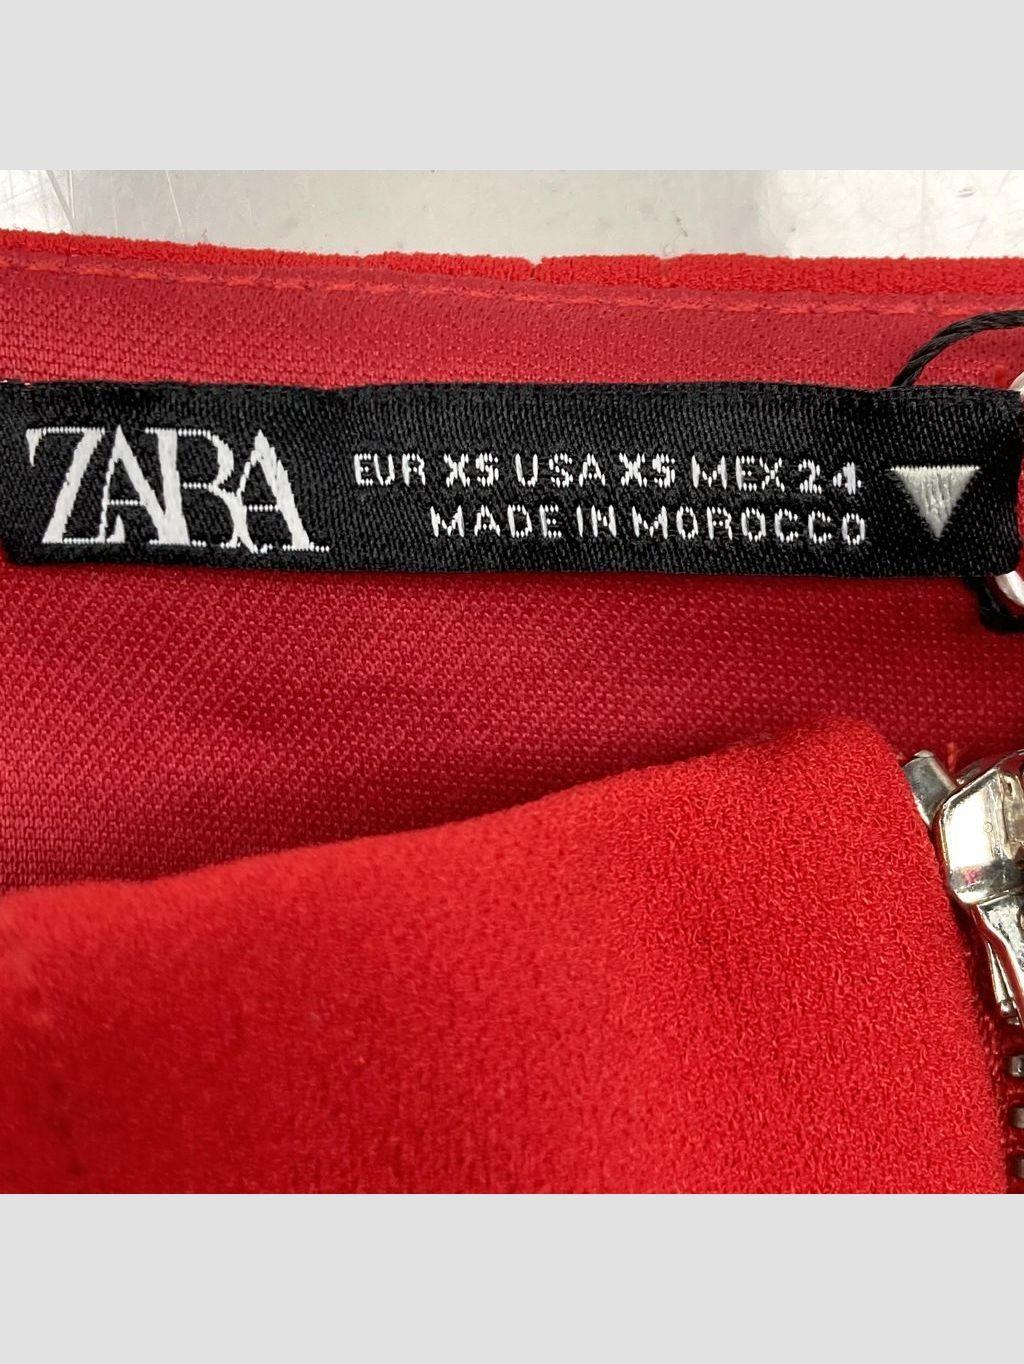 ZARA
EUR XS USA XS MEX 24
MADE IN MOROCCO